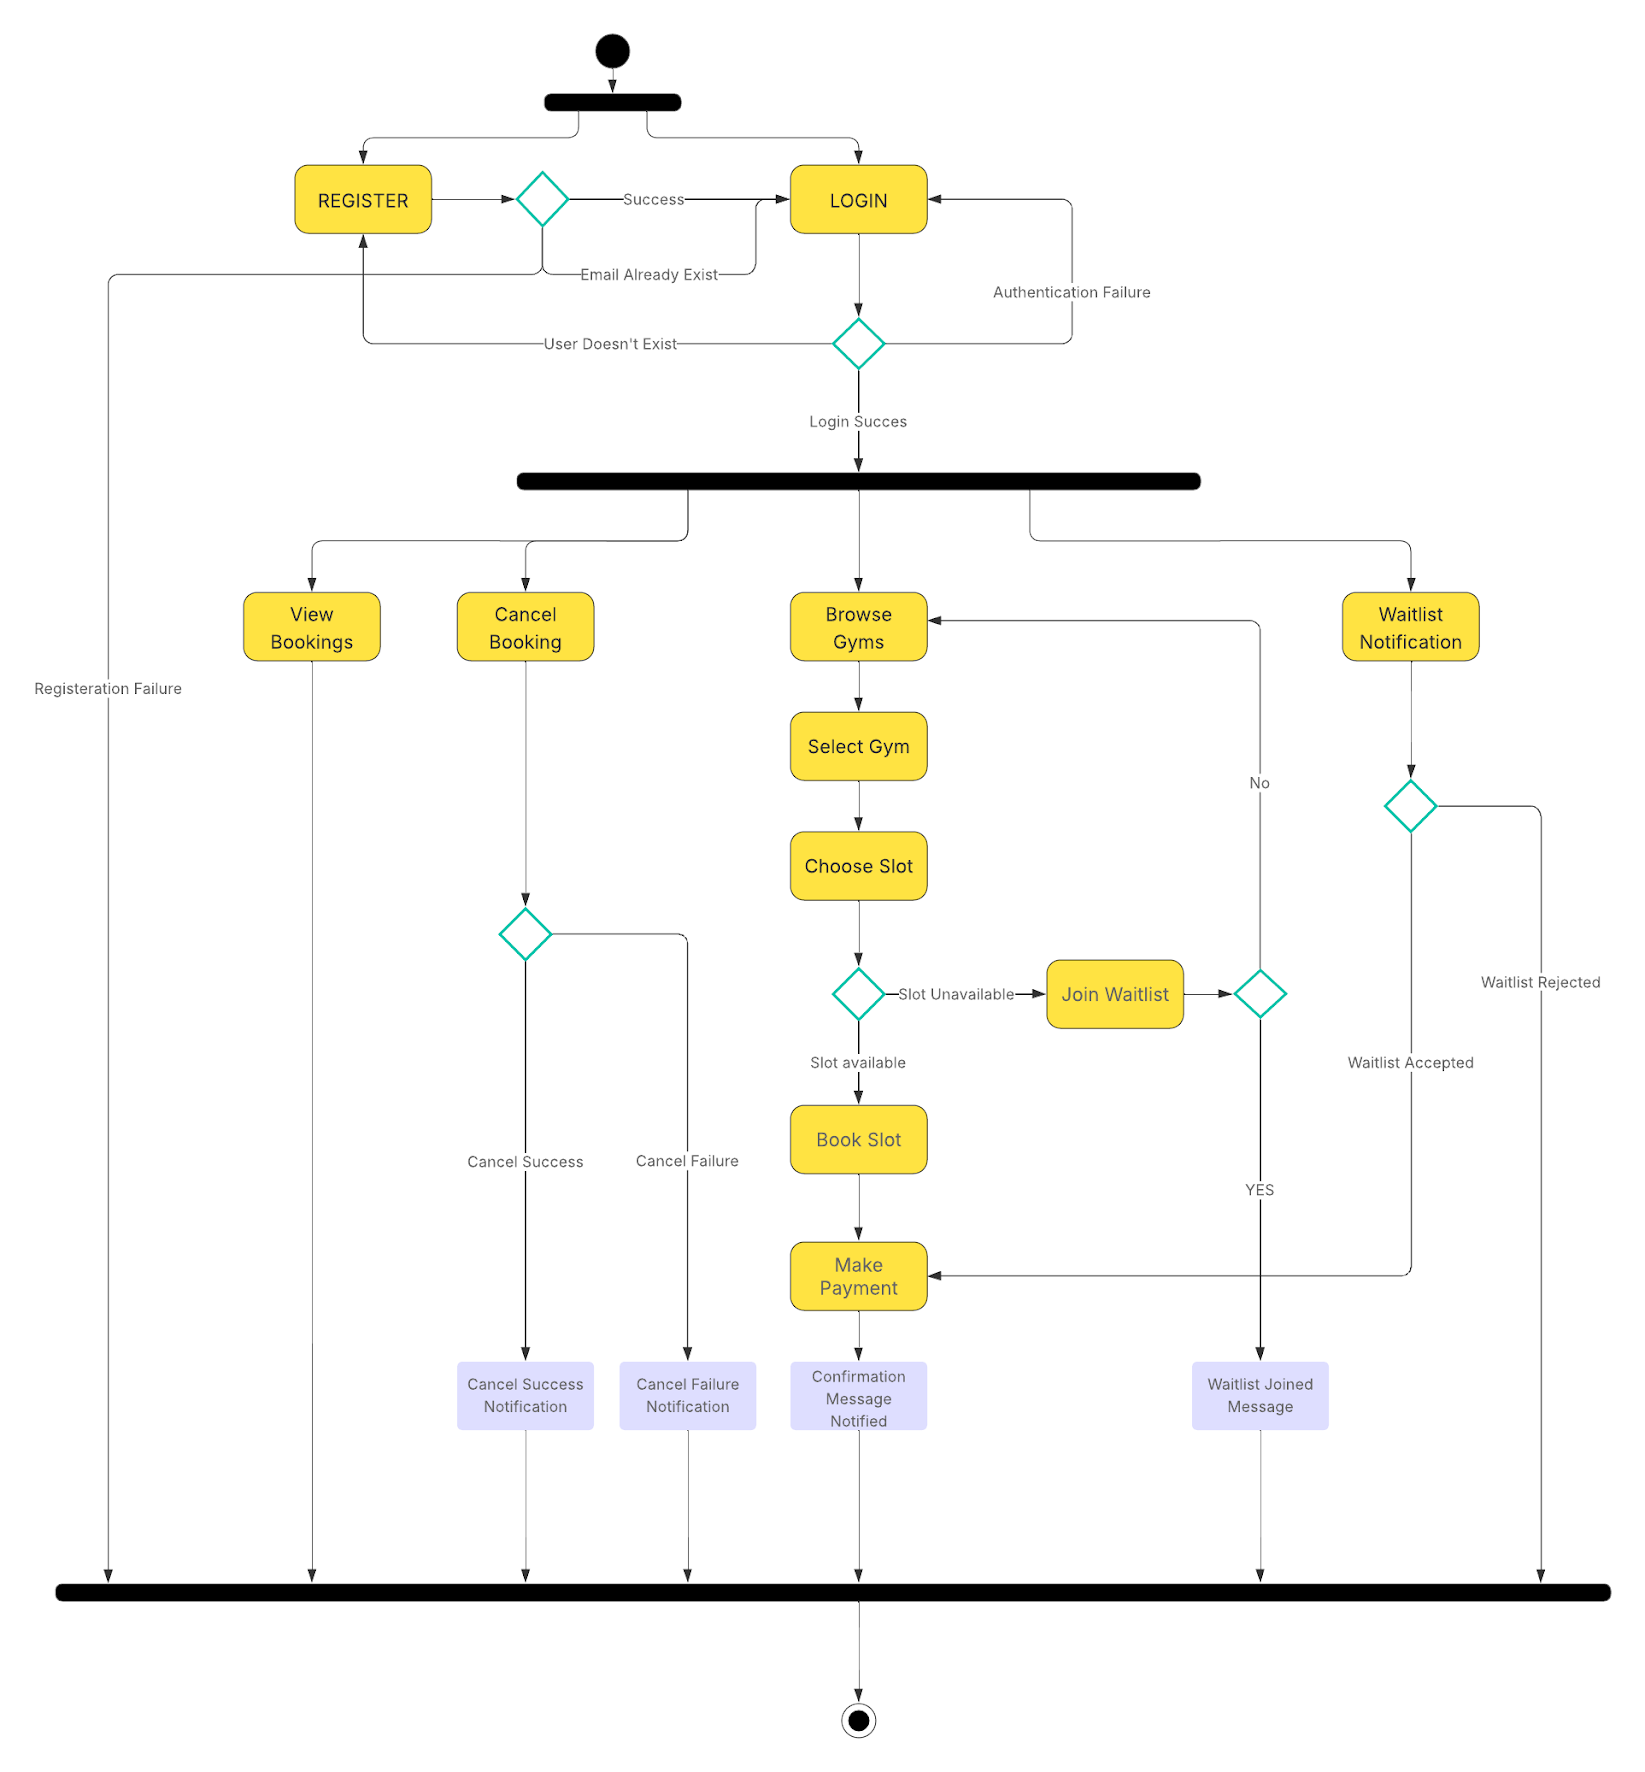 REGISTER
Success
LOGIN
Email Already Exist
Authentication Failure
User Doesn't Exist
Login Succes
View
Bookings
Cancel
Booking
Browse
Gyms
Waitlist
Notification
Registeration Failure
Select Gym
No
Choose Slot
Slot Unavailable
Join Waitlist
Waitlist Rejected
Slot available
Waitlist Accepted
Book Slot
Cancel Success
Cancel Failure
YES
Make
Payment
Cancel Success
Notification
Cancel Failure
Notification
Confirmation
Message
Notified
Waitlist Joined
Message